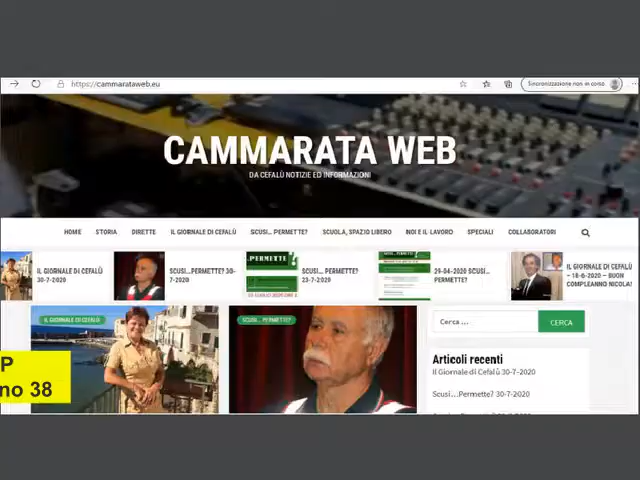 https://cammarataweb.eu
Sincronizzazione non in corso
CAMMARATA WEB
DA CEFALÙ NOTIZIE ED INFORMAZIONI
HOME STORIA DIRETTE IL GIORNALE DI CEFALÙ SCUSI... PERMETTE? SCUOLA, SPAZIO LIBERO NOI E IL LAVORO SPECIALI COLLABORATORI
IL GIORNALE DI CEFALÙ
30-7-2020
SCUSI...PERMETTE? 30-
7-2020
PERMETTE?
SCUSI...PERMETTE?
23-7-2020
29-04-2020 SCUSI...
PERMETTE?
IL GIORNALE DI CEFALÙ
– 18-6-2020 – BUON
COMPLEANNO NICOLA!
IL GIORNALE DI CEFALÙ
SCUSI... PERMETTE?
Cerca ...
CERCA
P
no 38
Articoli recenti
Il Giornale di Cefalù 30-7-2020
Scusi...Permette? 30-7-2020